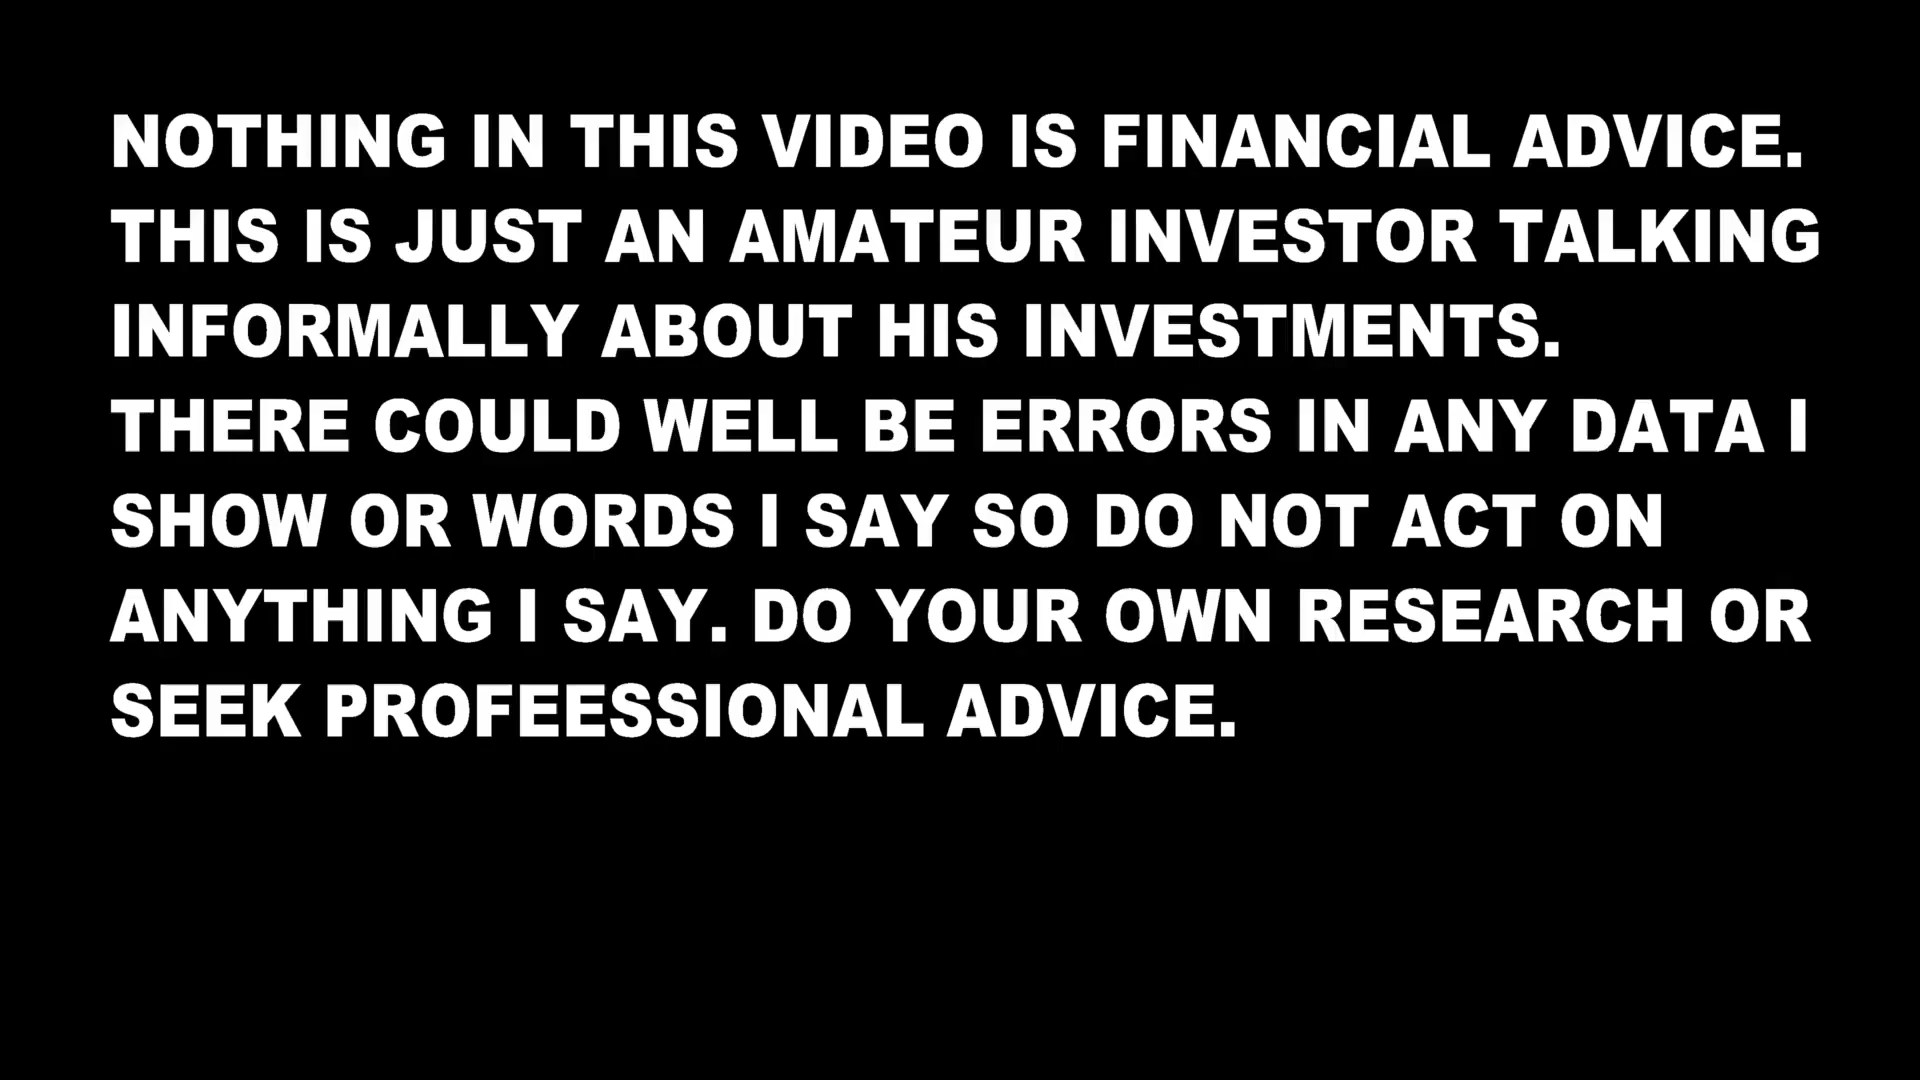 NOTHING IN THIS VIDEO IS FINANCIAL ADVICE.
THIS IS JUST AN AMATEUR INVESTOR TALKING
INFORMALLY ABOUT HIS INVESTMENTS.
THERE COULD WELL BE ERRORS IN ANY DATA I
SHOW OR WORDS I SAY SO DO NOT ACT ON
ANYTHING I SAY. DO YOUR OWN RESEARCH OR
SEEK PROFEESSIONAL ADVICE.